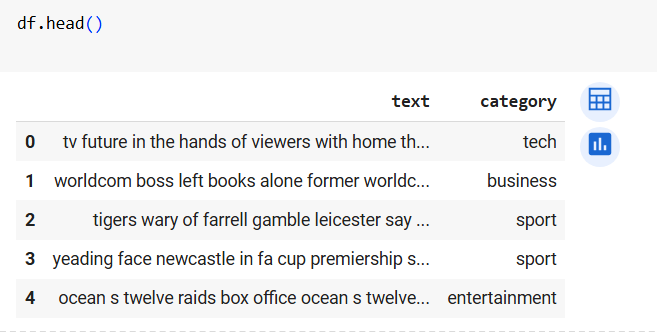 df.head()
text category
0 tv future in the hands of viewers with home th... tech
1 worldcom boss left books alone former worldc... business
2 tigers wary of farrell gamble leicester say ... sport
3 yeading face newcastle in fa cup premiership s... sport
4 ocean s twelve raids box office ocean s twelve... entertainment